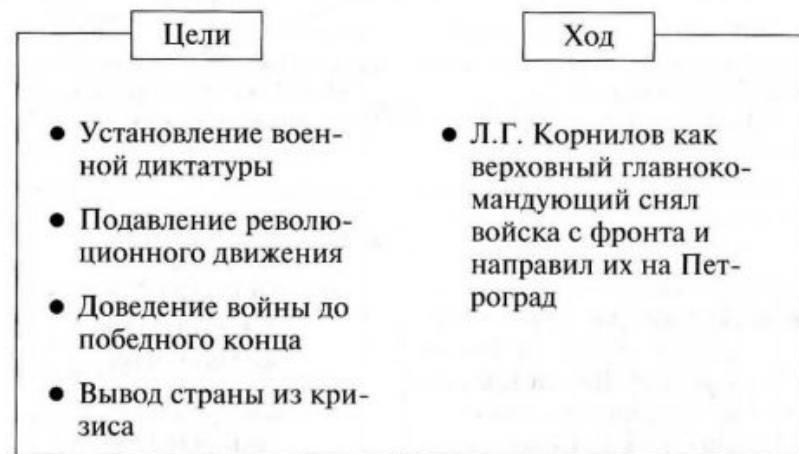 Цели
● Установление воен-
ной диктатуры
● Подавление револю-
ционного движения
● Доведение войны до
победного конца
● Вывод страны из кри-
зиса
Ход
● Л.Г. Корнилов как
верховный главноко-
мандующий снял
войска с фронта и
направил их на Пет-
роград